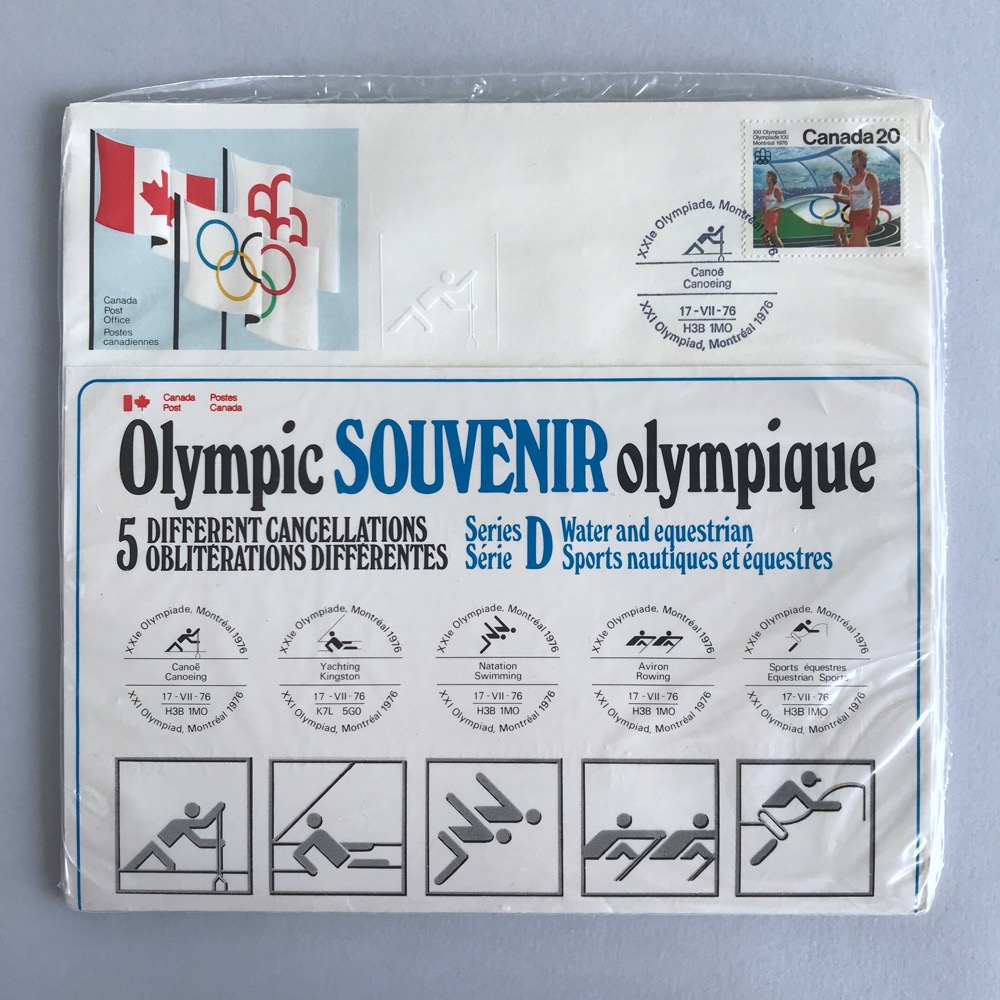 XXI Olympiad
Olympiade XXI
Montréal 1976
Canada 20
XXIe Olympiade, Montréal 1976
Canoë
Canoeing
17-VII-76
H3B 1MO
XXI Olympiad, Montréal 1976
Canada
Post
Office
Postes
canadiennes
Canada Post
Postes Canada
Olympic SOUVENIR olympique
5 DIFFERENT CANCELLATIONS
OBLITÉRATIONS DIFFÉRENTES
Series D Water and equestrian
Série Sports nautiques et équestres
XXIe Olympiade, Montréal 1976
Canoë
Canoeing
17-VII-76
H3B 1MO
XXI Olympiad, Montréal 1976
XXIe Olympiade, Montréal 1976
Yachting
Kingston
17-VII-76
K7L 5G0
XXI Olympiad, Montréal 1976
XXIe Olympiade, Montréal 1976
Natation
Swimming
17-VII-76
H3B 1MO
XXI Olympiad, Montréal 1976
XXIe Olympiade, Montréal 1976
Aviron
Rowing
17-VII-76
H3B 1MO
XXI Olympiad, Montréal 1976
XXIe Olympiade, Montréal 1976
Sports équestres
Equestrian Sports
17-VII-76
H3B 1MO
XXI Olympiad, Montréal 1976